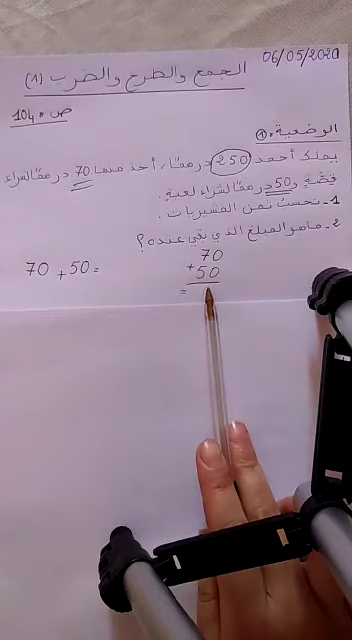 06/05/2020
الجمع والطرح والضرب (1)
ص 104
الوضعية ①
يملك أحمد 250 درهما، أخذ منها 70 درهما لشراء
قصة و 50 درهما لشراء لعبة.
1- نحسب ثمن المشتريات.
2- ما هو المبلغ الذي بقي عنده؟
70 + 50 =
70
+ 50
=